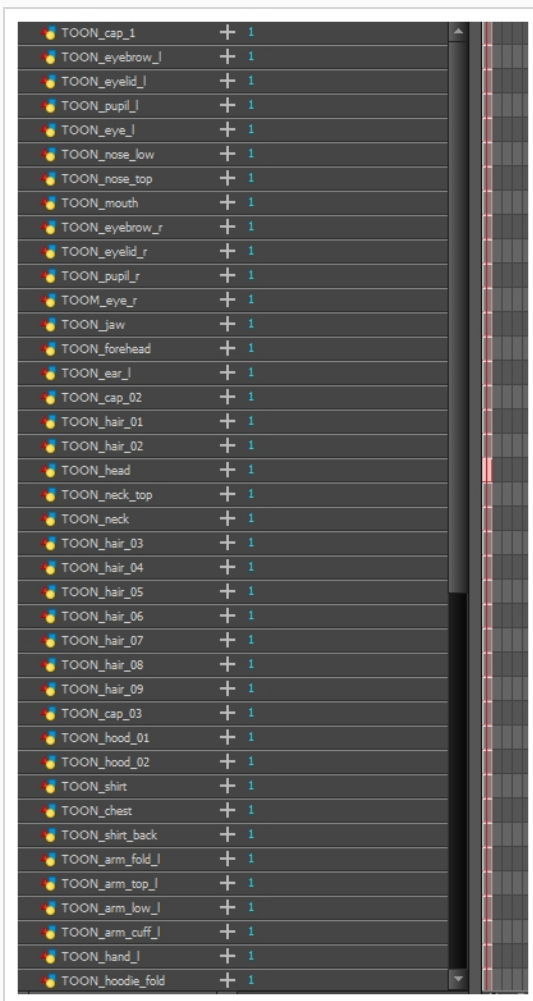 TOON_cap_1 1
TOON_eyebrow_l 1
TOON_eyelid_l 1
TOON_pupil_l 1
TOON_eye_l 1
TOON_nose_low 1
TOON_nose_top 1
TOON_mouth 1
TOON_eyebrow_r 1
TOON_eyelid_r 1
TOON_pupil_r 1
TOOM_eye_r 1
TOON_jaw 1
TOON_forehead 1
TOON_ear_l 1
TOON_cap_02 1
TOON_hair_01 1
TOON_hair_02 1
TOON_head 1
TOON_neck_top 1
TOON_neck 1
TOON_hair_03 1
TOON_hair_04 1
TOON_hair_05 1
TOON_hair_06 1
TOON_hair_07 1
TOON_hair_08 1
TOON_hair_09 1
TOON_cap_03 1
TOON_hood_01 1
TOON_hood_02 1
TOON_shirt 1
TOON_chest 1
TOON_shirt_back 1
TOON_arm_fold_l 1
TOON_arm_top_l 1
TOON_arm_low_l 1
TOON_arm_cuff_l 1
TOON_hand_l 1
TOON_hoodie_fold 1